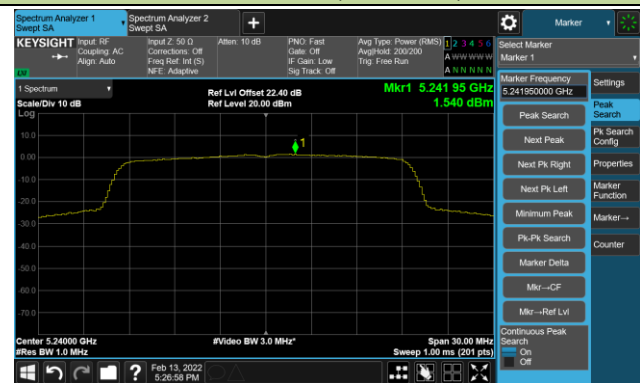 Spectrum Analyzer 1
Swept SA
Spectrum Analyzer 2
Swept SA
+
Marker
KEYSIGHT
Input: RF
Coupling: AC
Align: Auto
Input Z: 50 Ω
Corrections: Off
Freq Ref: Int (S)
NFE: Adaptive
Atten: 10 dB
PNO: Fast
Gate: Off
IF Gain: Low
Sig Track: Off
Avg Type: Power (RMS)
Avg|Hold: 200/200
Trig: Free Run
1 2 3 4 5 6
A W W W W W
A N N N N N
Select Marker
Marker 1
1 Spectrum
Scale/Div 10 dB
Log
Ref Lvl Offset 22.40 dB
Ref Level 20.00 dBm
Mkr1 5.241 95 GHz
1.540 dBm
Marker Frequency
5.241950000 GHz
Settings
Peak Search
Peak
Search
Next Peak
Pk Search
Config
Next Pk Right
Properties
Next Pk Left
Marker
Function
Minimum Peak
Marker→
Pk-Pk Search
Counter
Marker Delta
Mkr→CF
Mkr→Ref Lvl
Continuous Peak
Search
On
Off
1
10.0
0.00
-10.0
-20.0
-30.0
-40.0
-50.0
-60.0
-70.0
Center 5.24000 GHz
#Res BW 1.0 MHz
#Video BW 3.0 MHz*
Span 30.00 MHz
Sweep 1.00 ms (201 pts)
?
Feb 13, 2022
5:26:58 PM